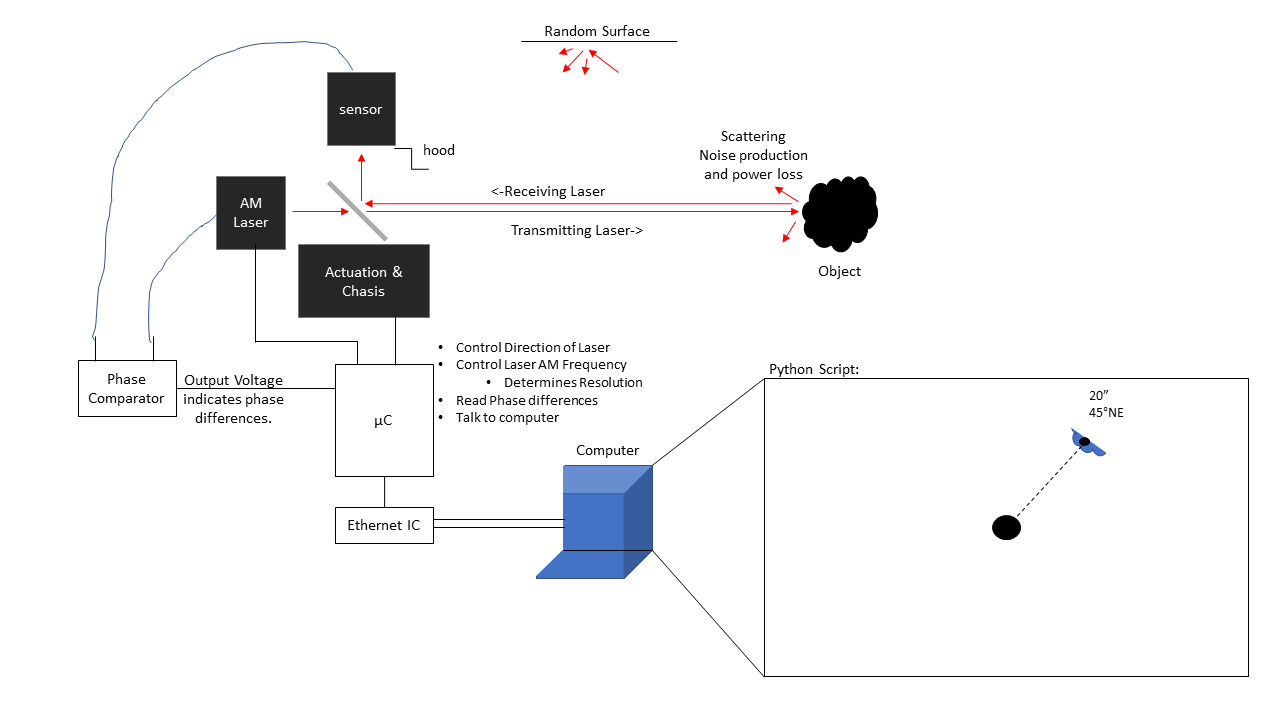 Random Surface
sensor
hood
Scattering
Noise production
and power loss
<-Receiving Laser
AM
Laser
Transmitting Laser->
Object
Actuation &
Chasis
• Control Direction of Laser
• Control Laser AM Frequency
• Determines Resolution
• Read Phase differences
• Talk to computer
Phase
Comparator
Output Voltage
indicates phase
differences.
µC
Ethernet IC
Computer
Python Script:
20”
45°NE